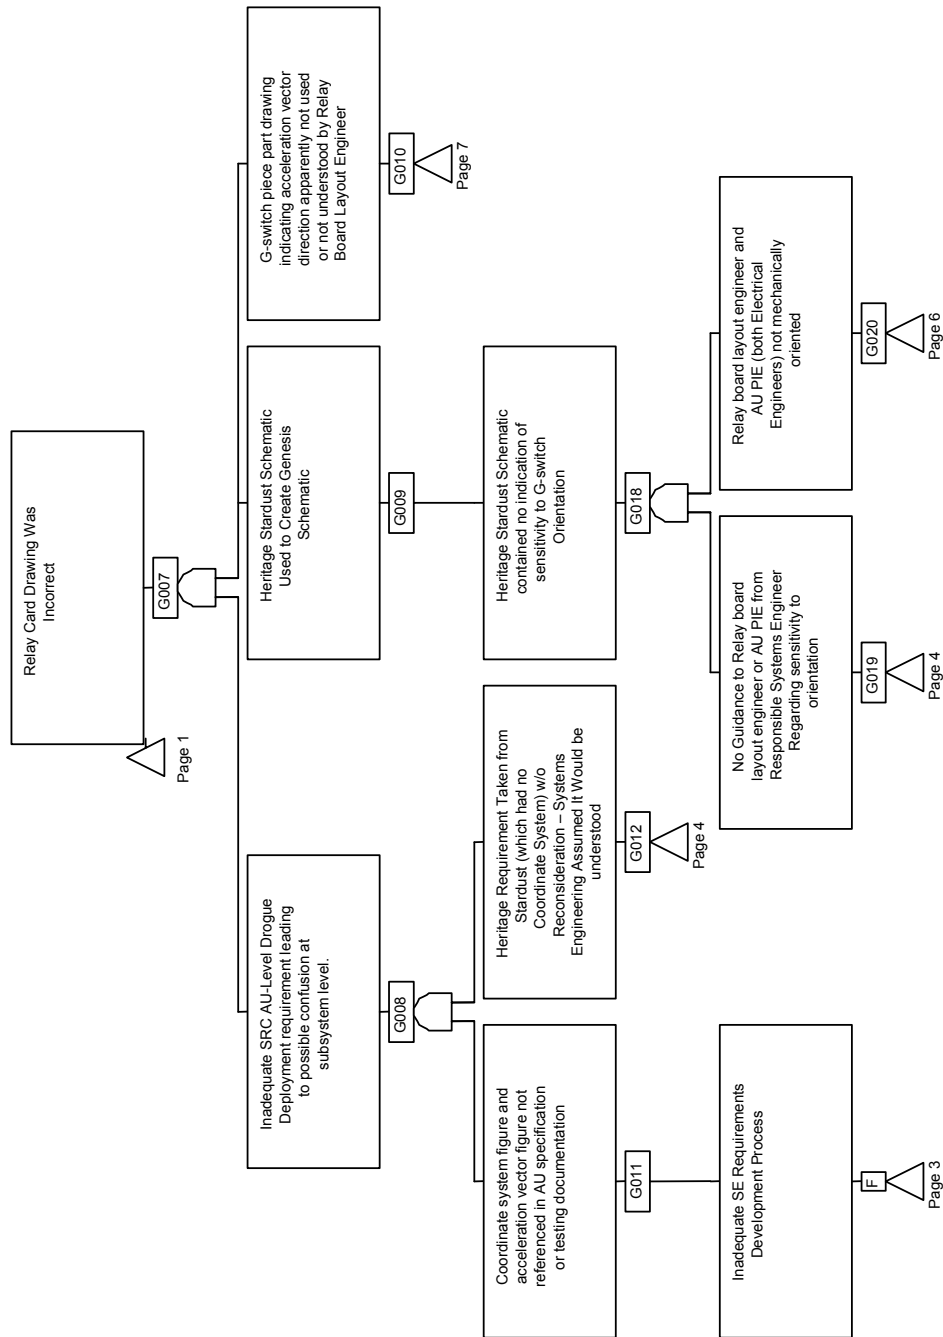 Relay Card Drawing Was
Incorrect
Page 1
G007
Inadequate SRC AU-Level Drogue
Deployment requirement leading
to possible confusion at
subsystem level.
G008
Heritage Stardust Schematic
Used to Create Genesis
Schematic
G009
G-switch piece part drawing
indicating acceleration vector
direction apparently not used
or not understood by Relay
Board Layout Engineer
G010
Page 7
Coordinate system figure and
acceleration vector figure not
referenced in AU specification
or testing documentation
G011
Heritage Requirement Taken from
Stardust (which had no
Coordinate System) w/o
Reconsideration – Systems
Engineering Assumed It Would be
understood
G012
Page 4
Heritage Stardust Schematic
contained no indication of
sensitivity to G-switch
Orientation
G018
Inadequate SE Requirements
Development Process
F
Page 3
No Guidance to Relay board
layout engineer or AU PIE from
Responsible Systems Engineer
Regarding sensitivity to
orientation
G019
Page 4
Relay board layout engineer and
AU PIE (both Electrical
Engineers) not mechanically
oriented
G020
Page 6